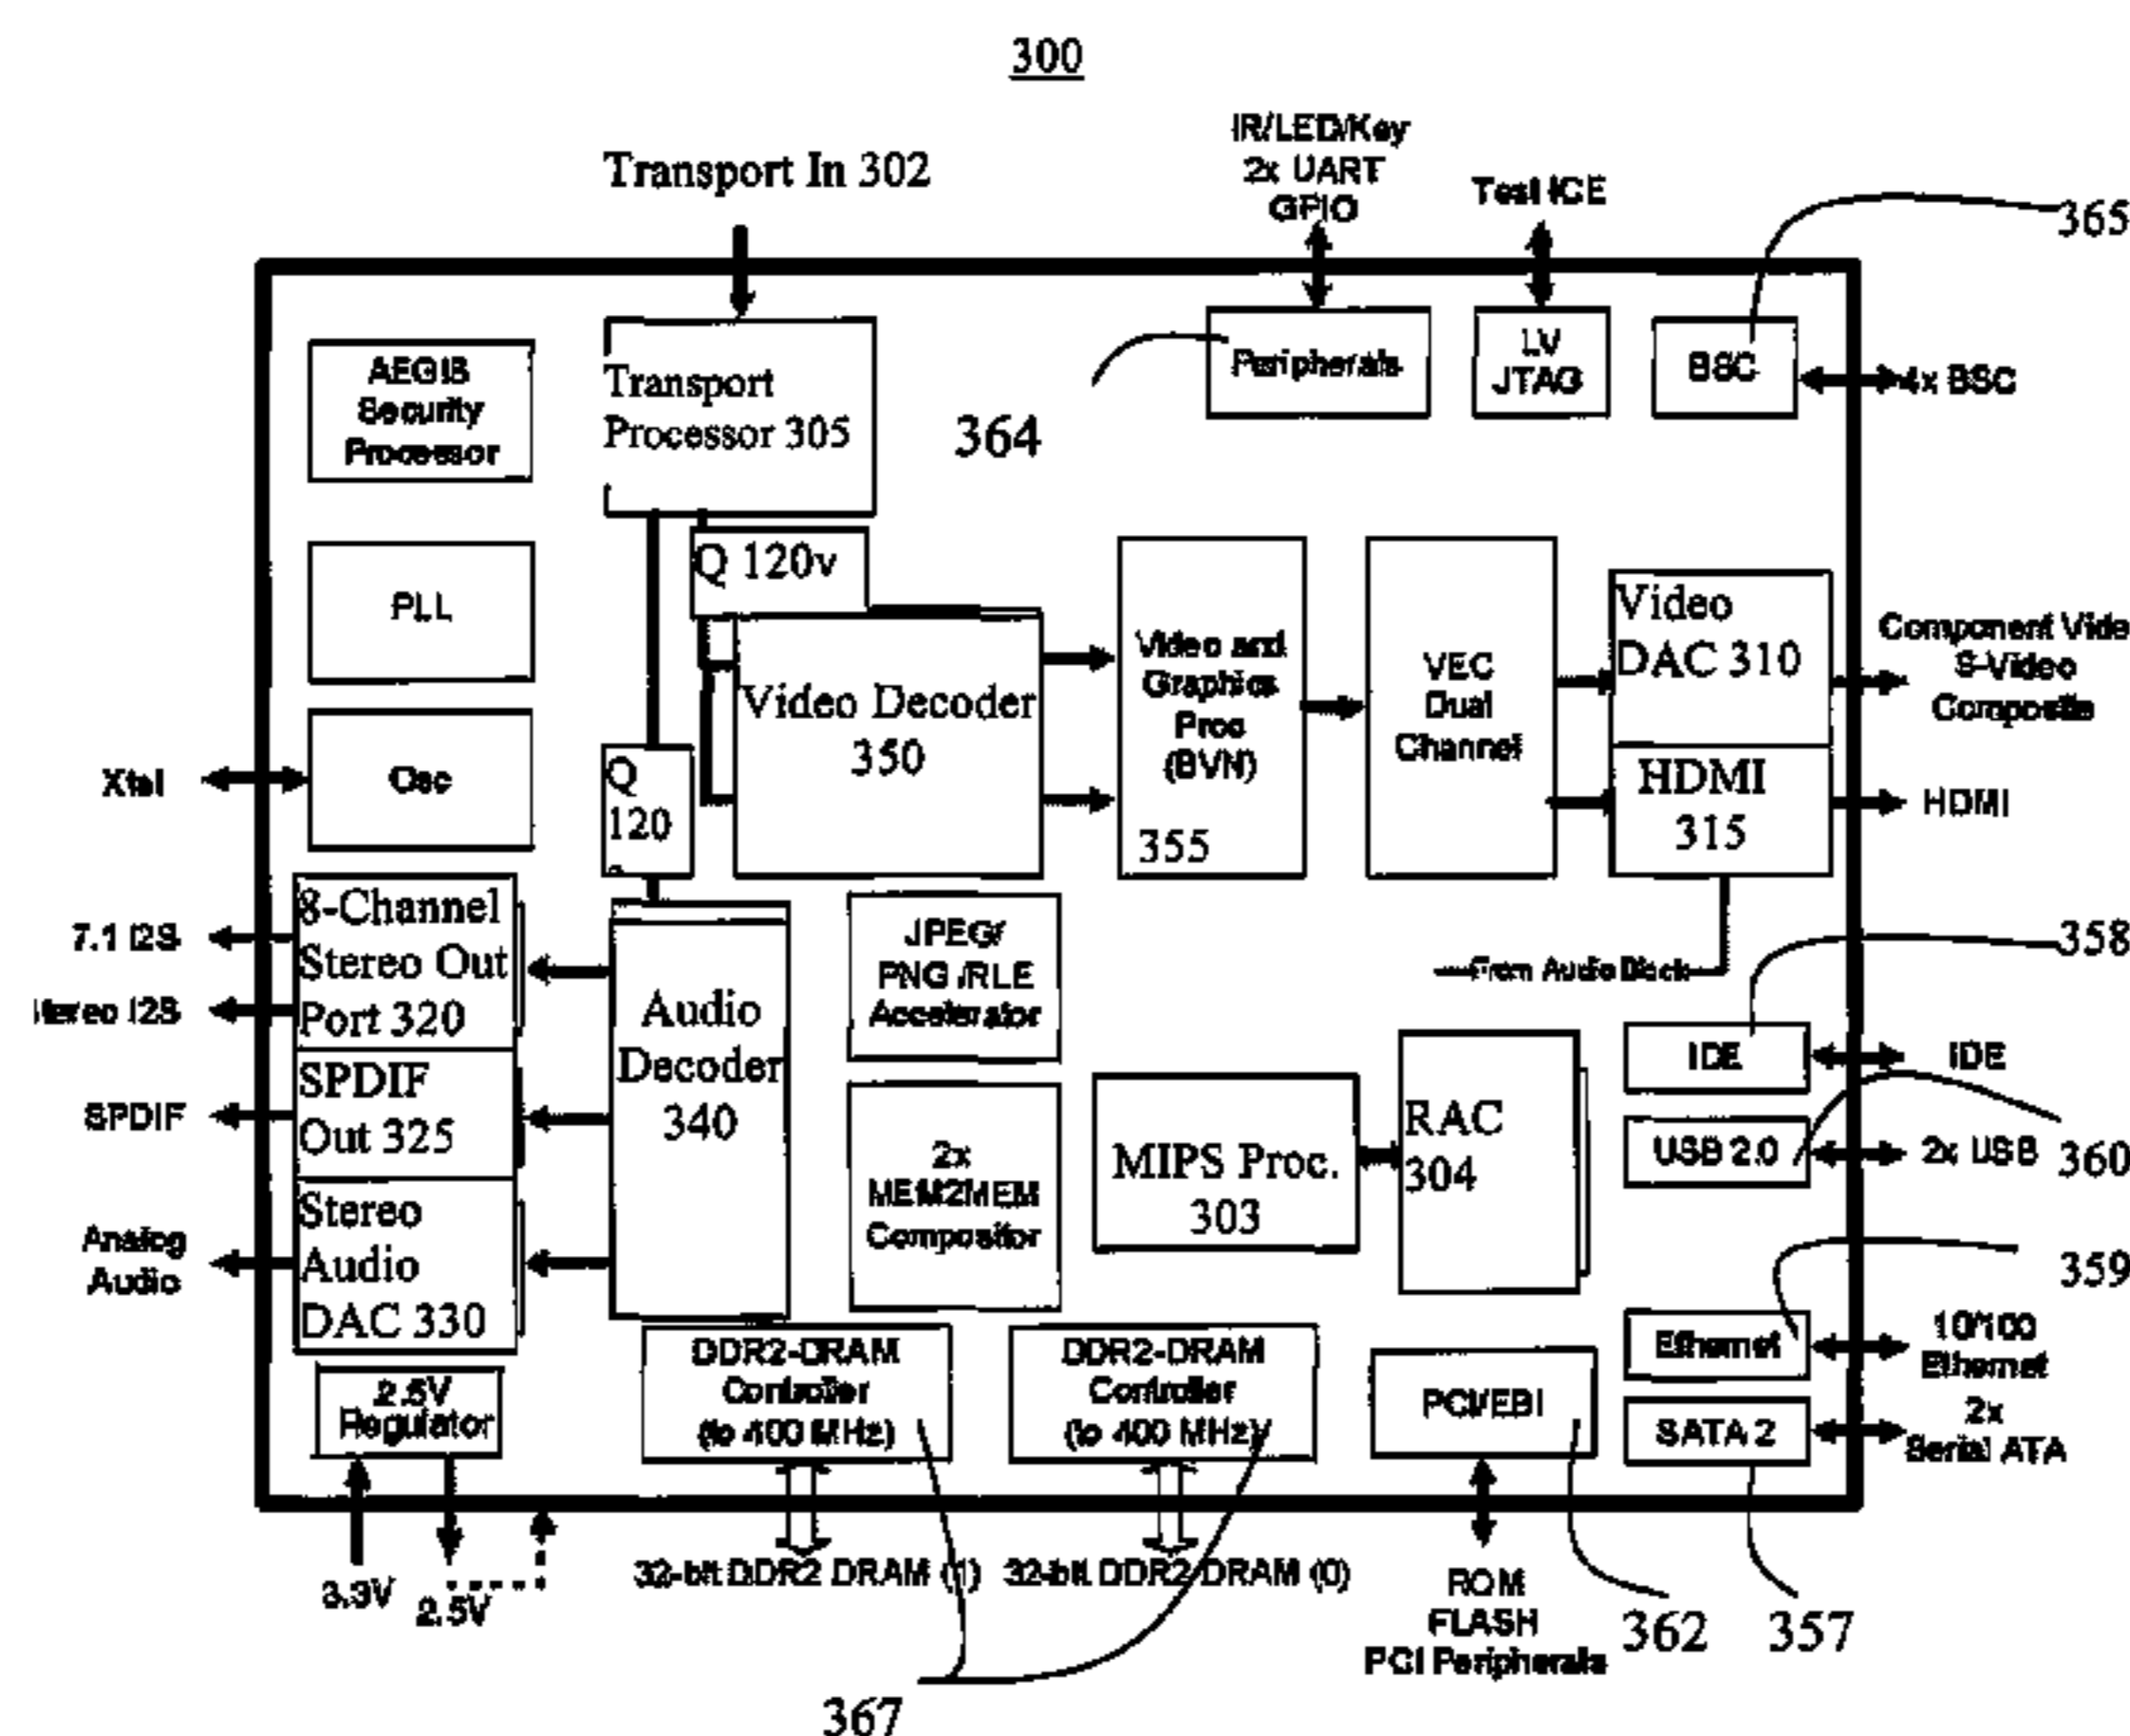 300
Transport In 302
IR/LED/Key
2x UART
GPIO
Test ICE
365
AEGIS
Security
Processor
Transport
Processor 305
364
Peripherals
LV
JTAG
BSC
4x BSC
PLL
Q 120v
Video Decoder
350
Video and
Graphics
Proc
(BVN)
355
VEC
Dual
Channel
Video
DAC 310
Component Vide
S-Video
Composite
Xtal
Osc
Q
120
HDMI
315
HDMI
7.1 I2S
8-Channel
Stereo Out
Port 320
tereo I2S
Audio
Decoder
340
JPEG/
PNG /RLE
Accelerator
From Audio Block
358
IDE
IDE
SPDIF
SPDIF
Out 325
2x
MEM2MEM
Compositor
MIPS Proc.
303
RAC
304
USB 2.0
2x USB
360
Analog
Audio
Stereo
Audio
DAC 330
359
2.5V
Regulator
DDR2-DRAM
Controller
(to 400 MHz)
DDR2-DRAM
Controller
(to 400 MHz)
PCI/EBI
Ethernet
10/100
Ethernet
SATA 2
2x
Serial ATA
3.3V
2.5V
32-bit DDR2 DRAM (1)
32-bit DDR2 DRAM (0)
ROM
FLASH
PCI Peripherals
362
357
367